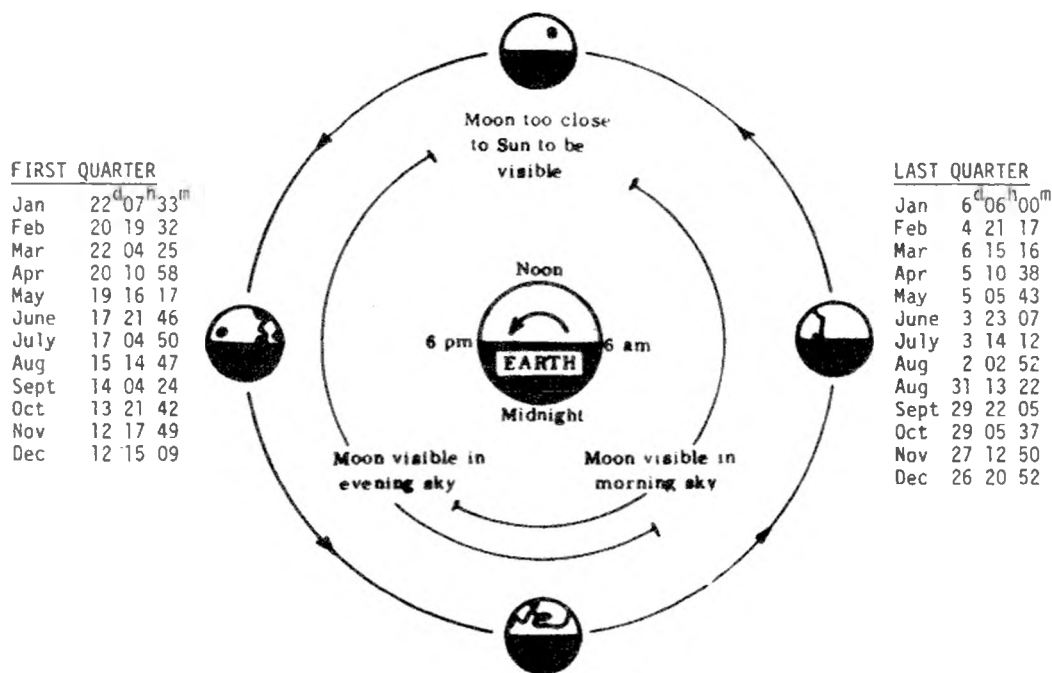 Moon too close
to Sun to be
visible
FIRST QUARTER
d h m
Jan 22 07 33
Feb 20 19 32
Mar 22 04 25
Apr 20 10 58
May 19 16 17
June 17 21 46
July 17 04 50
Aug 15 14 47
Sept 14 04 24
Oct 13 21 42
Nov 12 17 49
Dec 12 15 09
Noon
6 pm
6 am
EARTH
Midnight
Moon visible in
evening sky
Moon visible in
morning sky
LAST QUARTER
d h m
Jan 6 06 00
Feb 4 21 17
Mar 6 15 16
Apr 5 10 38
May 5 05 43
June 3 23 07
July 3 14 12
Aug 2 02 52
Aug 31 13 22
Sept 29 22 05
Oct 29 05 37
Nov 27 12 50
Dec 26 20 52